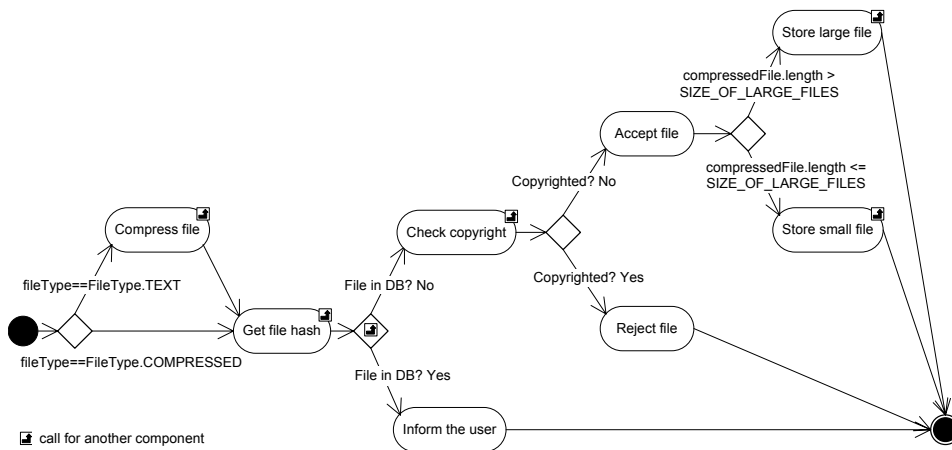 Store large file
compressedFile.length >
SIZE_OF_LARGE_FILES
Accept file
compressedFile.length <=
SIZE_OF_LARGE_FILES
Copyrighted? No
Compress file
Check copyright
Store small file
Copyrighted? Yes
fileType==FileType.TEXT
File in DB? No
Get file hash
Reject file
fileType==FileType.COMPRESSED
File in DB? Yes
Inform the user
call for another component